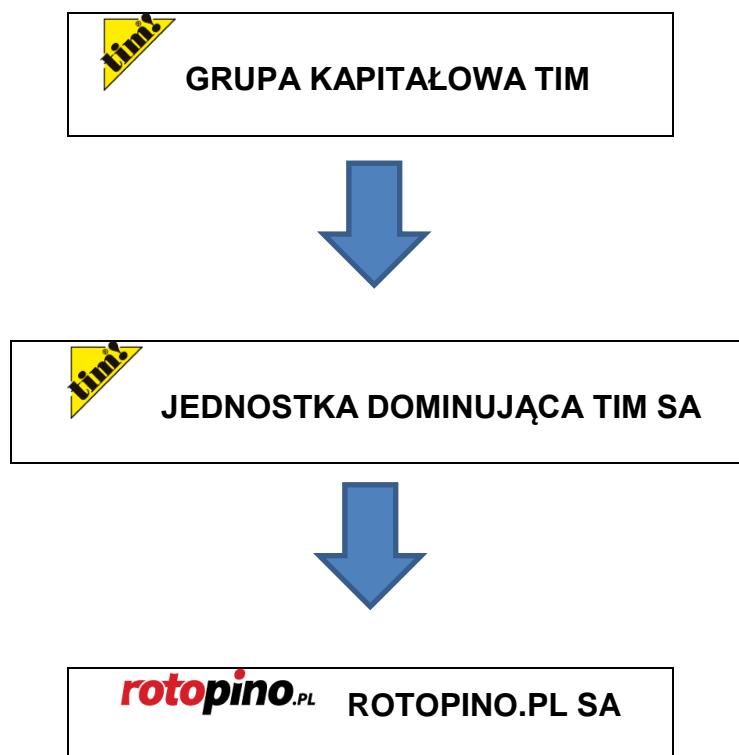 tim!
GRUPA KAPITAŁOWA TIM
tim!
JEDNOSTKA DOMINUJĄCA TIM SA
rotopino.PL ROTOPINO.PL SA